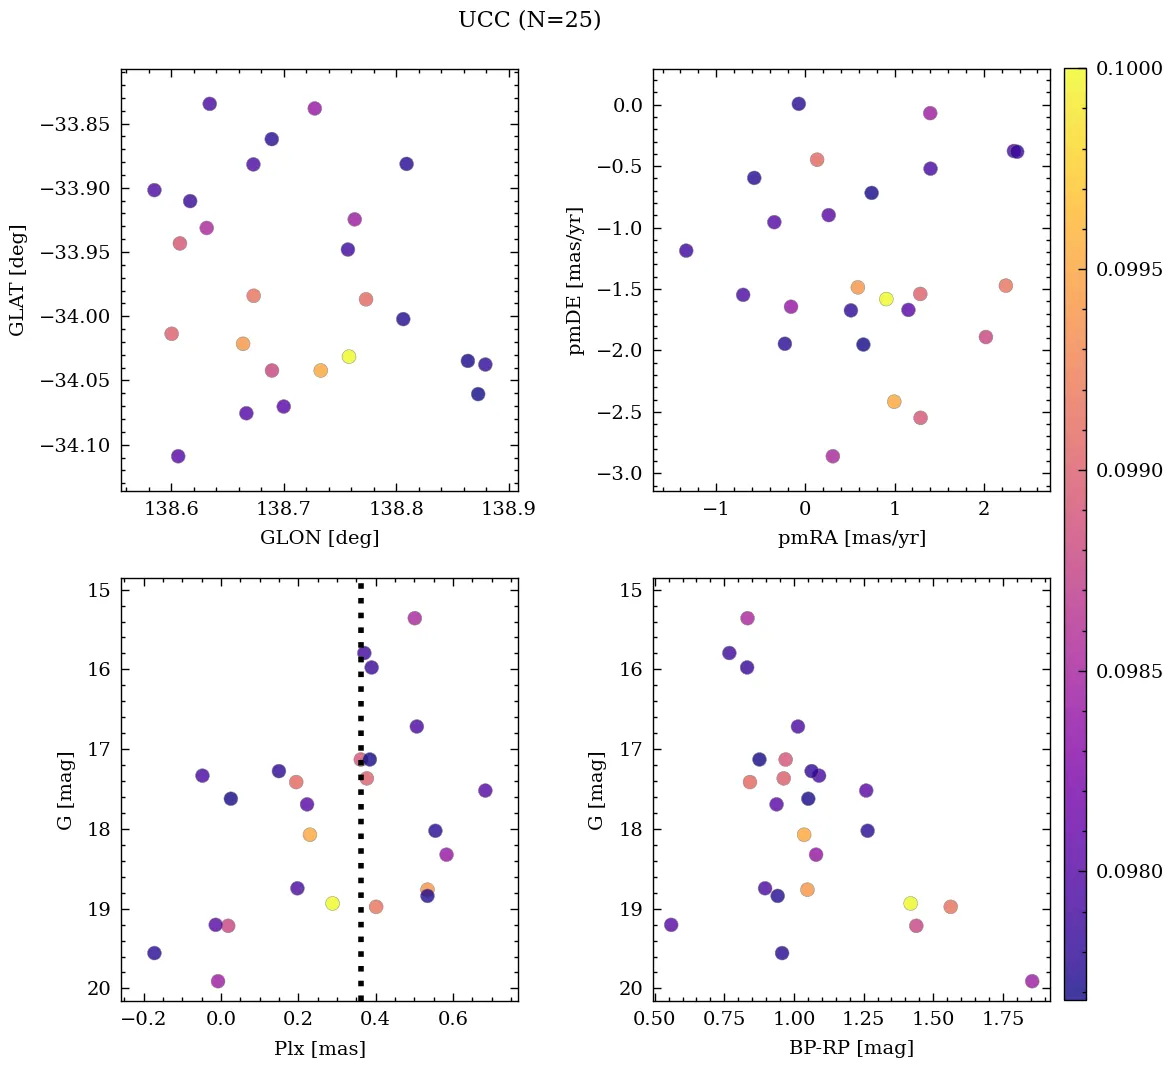 UCC (N=25)
−33.85
−33.90
−33.95
−34.00
−34.05
−34.10
GLAT [deg]
138.6 138.7 138.8 138.9
GLON [deg]
0.0
−0.5
−1.0
−1.5
−2.0
−2.5
−3.0
pmDE [mas/yr]
−1 0 1 2
pmRA [mas/yr]
15
16
17
18
19
20
G [mag]
−0.2 0.0 0.2 0.4 0.6
Plx [mas]
15
16
17
18
19
20
G [mag]
0.50 0.75 1.00 1.25 1.50 1.75
BP-RP [mag]
0.1000
0.0995
0.0990
0.0985
0.0980